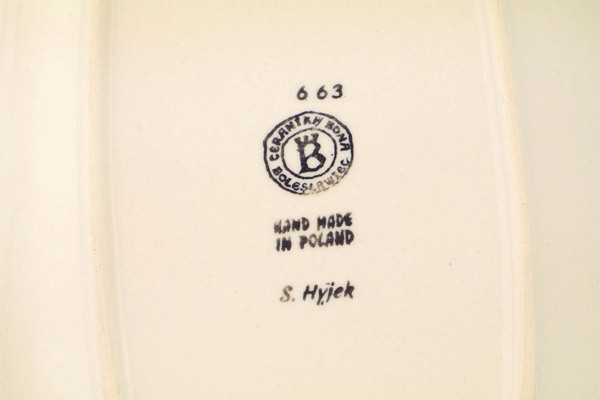 663
CERAMIKA BONA
B
BOLESŁAWIEC
HAND MADE
IN POLAND
S. Hyjek